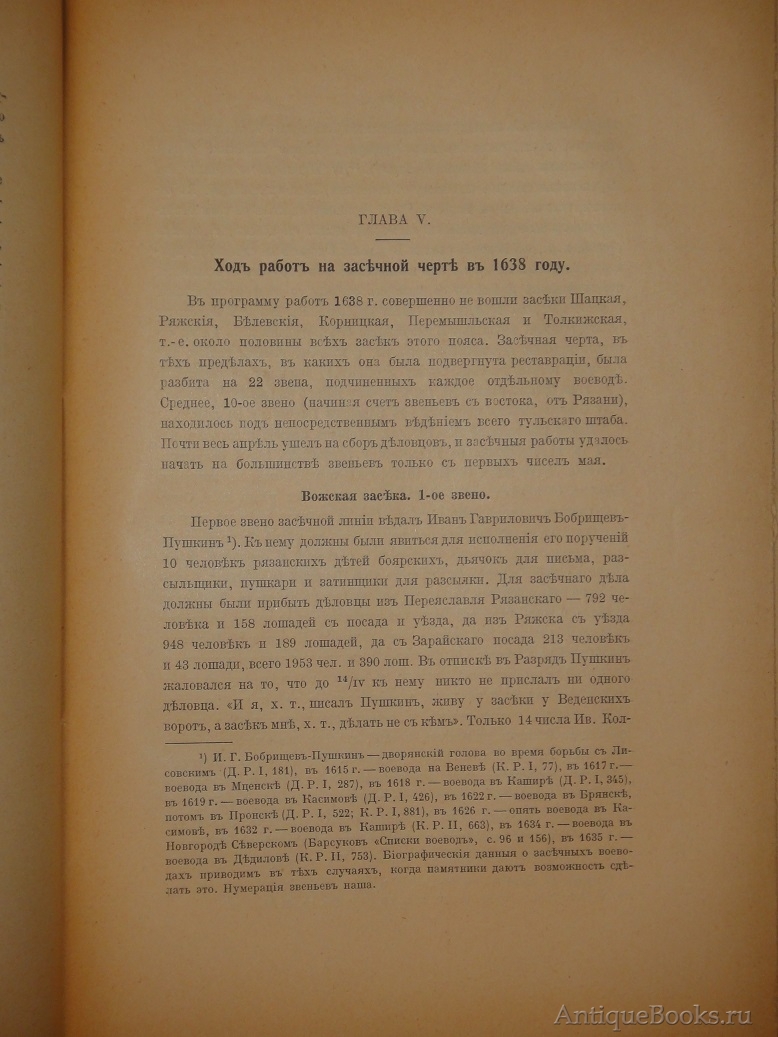 ГЛАВА V.
Ходъ работъ на засѣчной чертѣ въ 1638 году.
Въ программу работъ 1638 г. совершенно не вошли засѣки Шацкая,
Ряжскія, Бѣлевскія, Корницкая, Перемышльская и Толкижская,
т.-е. около половины всѣхъ засѣкъ этого пояса. Засѣчная черта, въ
тѣхъ предѣлахъ, въ какихъ она была подвергнута реставраціи, была
разбита на 22 звена, подчиненныхъ каждое отдѣльному воеводѣ.
Среднее, 10-ое звено (начиная счетъ звеньевъ съ востока, отъ Рязани),
находилось подъ непосредственнымъ вѣдѣніемъ всего тульскаго штаба.
Почти весь апрѣль ушелъ на сборъ дѣловцовъ, и засѣчныя работы удалось
начать на большинствѣ звеньевъ только съ первыхъ чиселъ мая.
Вожская засѣка. 1-ое звено.
Первое звено засѣчной линіи вѣдалъ Иванъ Гавриловичъ Бобрищевъ-
Пушкинъ ¹). Къ нему должны были явиться для исполненія его порученій
10 человѣкъ рязанскихъ дѣтей боярскихъ, дьячокъ для письма, раз-
сыльщики, пушкари и затинщики для разсылки. Для засѣчнаго дѣла
должны были прибыть дѣловцы изъ Переяславля Рязанскаго — 792 че-
ловѣка и 158 лошадей съ посада и уѣзда, да изъ Ряжска съ уѣзда
948 человѣкъ и 189 лошадей, да съ Зарайскаго посада 213 человѣкъ
и 43 лошади, всего 1953 чел. и 390 лош. Въ отпискѣ въ Разрядъ Пушкинъ
жаловался на то, что до ¹⁴/IV къ нему никто не прислалъ ни одного
дѣловца. «И я, х. т., писалъ Пушкинъ, живу у засѣки у Веденскихъ
воротъ, а засѣкъ мнѣ, х. т., дѣлать не съ кѣмъ». Только 14 числа Ив. Кол-
¹) И. Г. Бобрищевъ-Пушкинъ — дворянскій голова во время борьбы съ Ли-
совскимъ (Д. Р. I, 181), въ 1615 г. — воевода на Веневѣ (К. Р. I, 77), въ 1617 г. —
воевода въ Мценскѣ (Д. Р. I, 287), въ 1618 г. — воевода въ Каширѣ (Д. Р. I, 345),
въ 1619 г. — воевода въ Касимовѣ (Д. Р. I, 426), въ 1622 г. — воевода въ Брянскѣ,
потомъ въ Пронскѣ (Д. Р. I, 522; К. Р. I, 881), въ 1626 г. — опять воевода въ Ка-
симовѣ, въ 1632 г. — воевода въ Каширѣ (К. Р. II, 663), въ 1634 г. — воевода въ
Новгородѣ Сѣверскомъ (Барсуковъ «Списки воеводъ», с. 96 и 156), въ 1635 г. —
воевода въ Дѣдиловѣ (К. Р. II, 753). Біографическія данныя о засѣчныхъ воево-
дахъ приводимъ въ тѣхъ случаяхъ, когда памятники даютъ возможность сдѣ-
лать это. Нумерація звеньевъ наша.
AntiqueBooks.ru